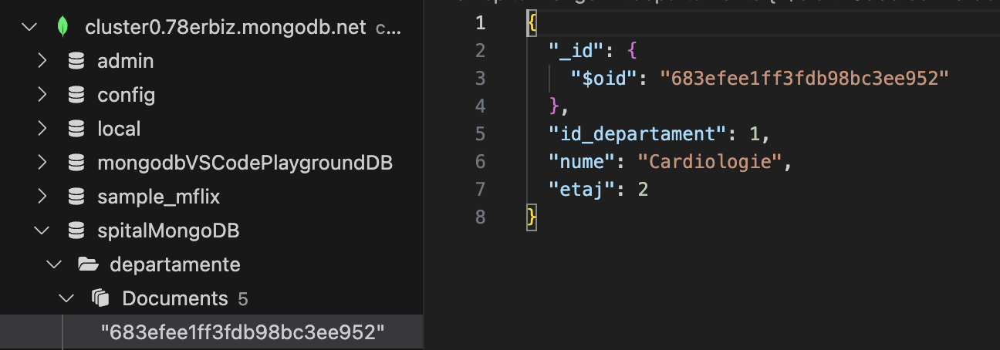 cluster0.78erbiz.mongodb.net c...
admin
config
local
mongodbVSCodePlaygroundDB
sample_mflix
spitalMongoDB
departamente
Documents 5
"683efee1ff3fdb98bc3ee952"
1 {
2 "_id": {
3 "$oid": "683efee1ff3fdb98bc3ee952"
4 },
5 "id_departament": 1,
6 "nume": "Cardiologie",
7 "etaj": 2
8 }